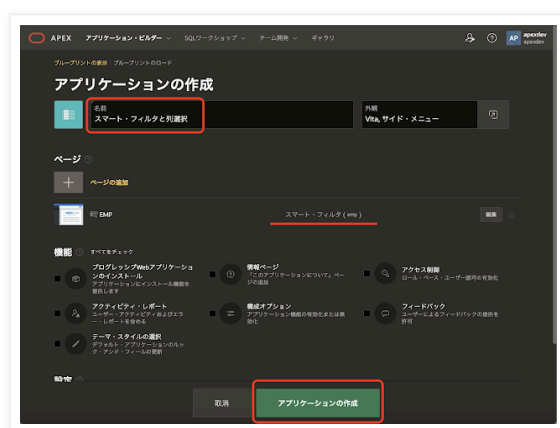 APEX アプリケーション・ビルダー SQLワークショップ チーム開発 ギャラリ AP apexdev
apexdev
ブループリントの表示 ブループリントのロード
アプリケーションの作成
名前
スマート・フィルタと列選択
外観
Vita, サイド・メニュー
ページ
ページの追加
EMP スマート・フィルタ (emp) 編集
機能 すべてをチェック
プログレッシブWebアプリケーションのインストール
アプリケーションにインストール機能を提供します
情報ページ
「このアプリケーションについて」ページの追加
アクセス制御
ロール・ベース・ユーザー認可の有効化
アクティビティ・レポート
ユーザー・アクティビティおよびエラー・レポートを含める
構成オプション
アプリケーション機能の有効化または無効化
フィードバック
ユーザーによるフィードバックの提供を許可
テーマ・スタイルの選択
デフォルト・アプリケーションのルック・アンド・フィールの更新
設定
取消 アプリケーションの作成